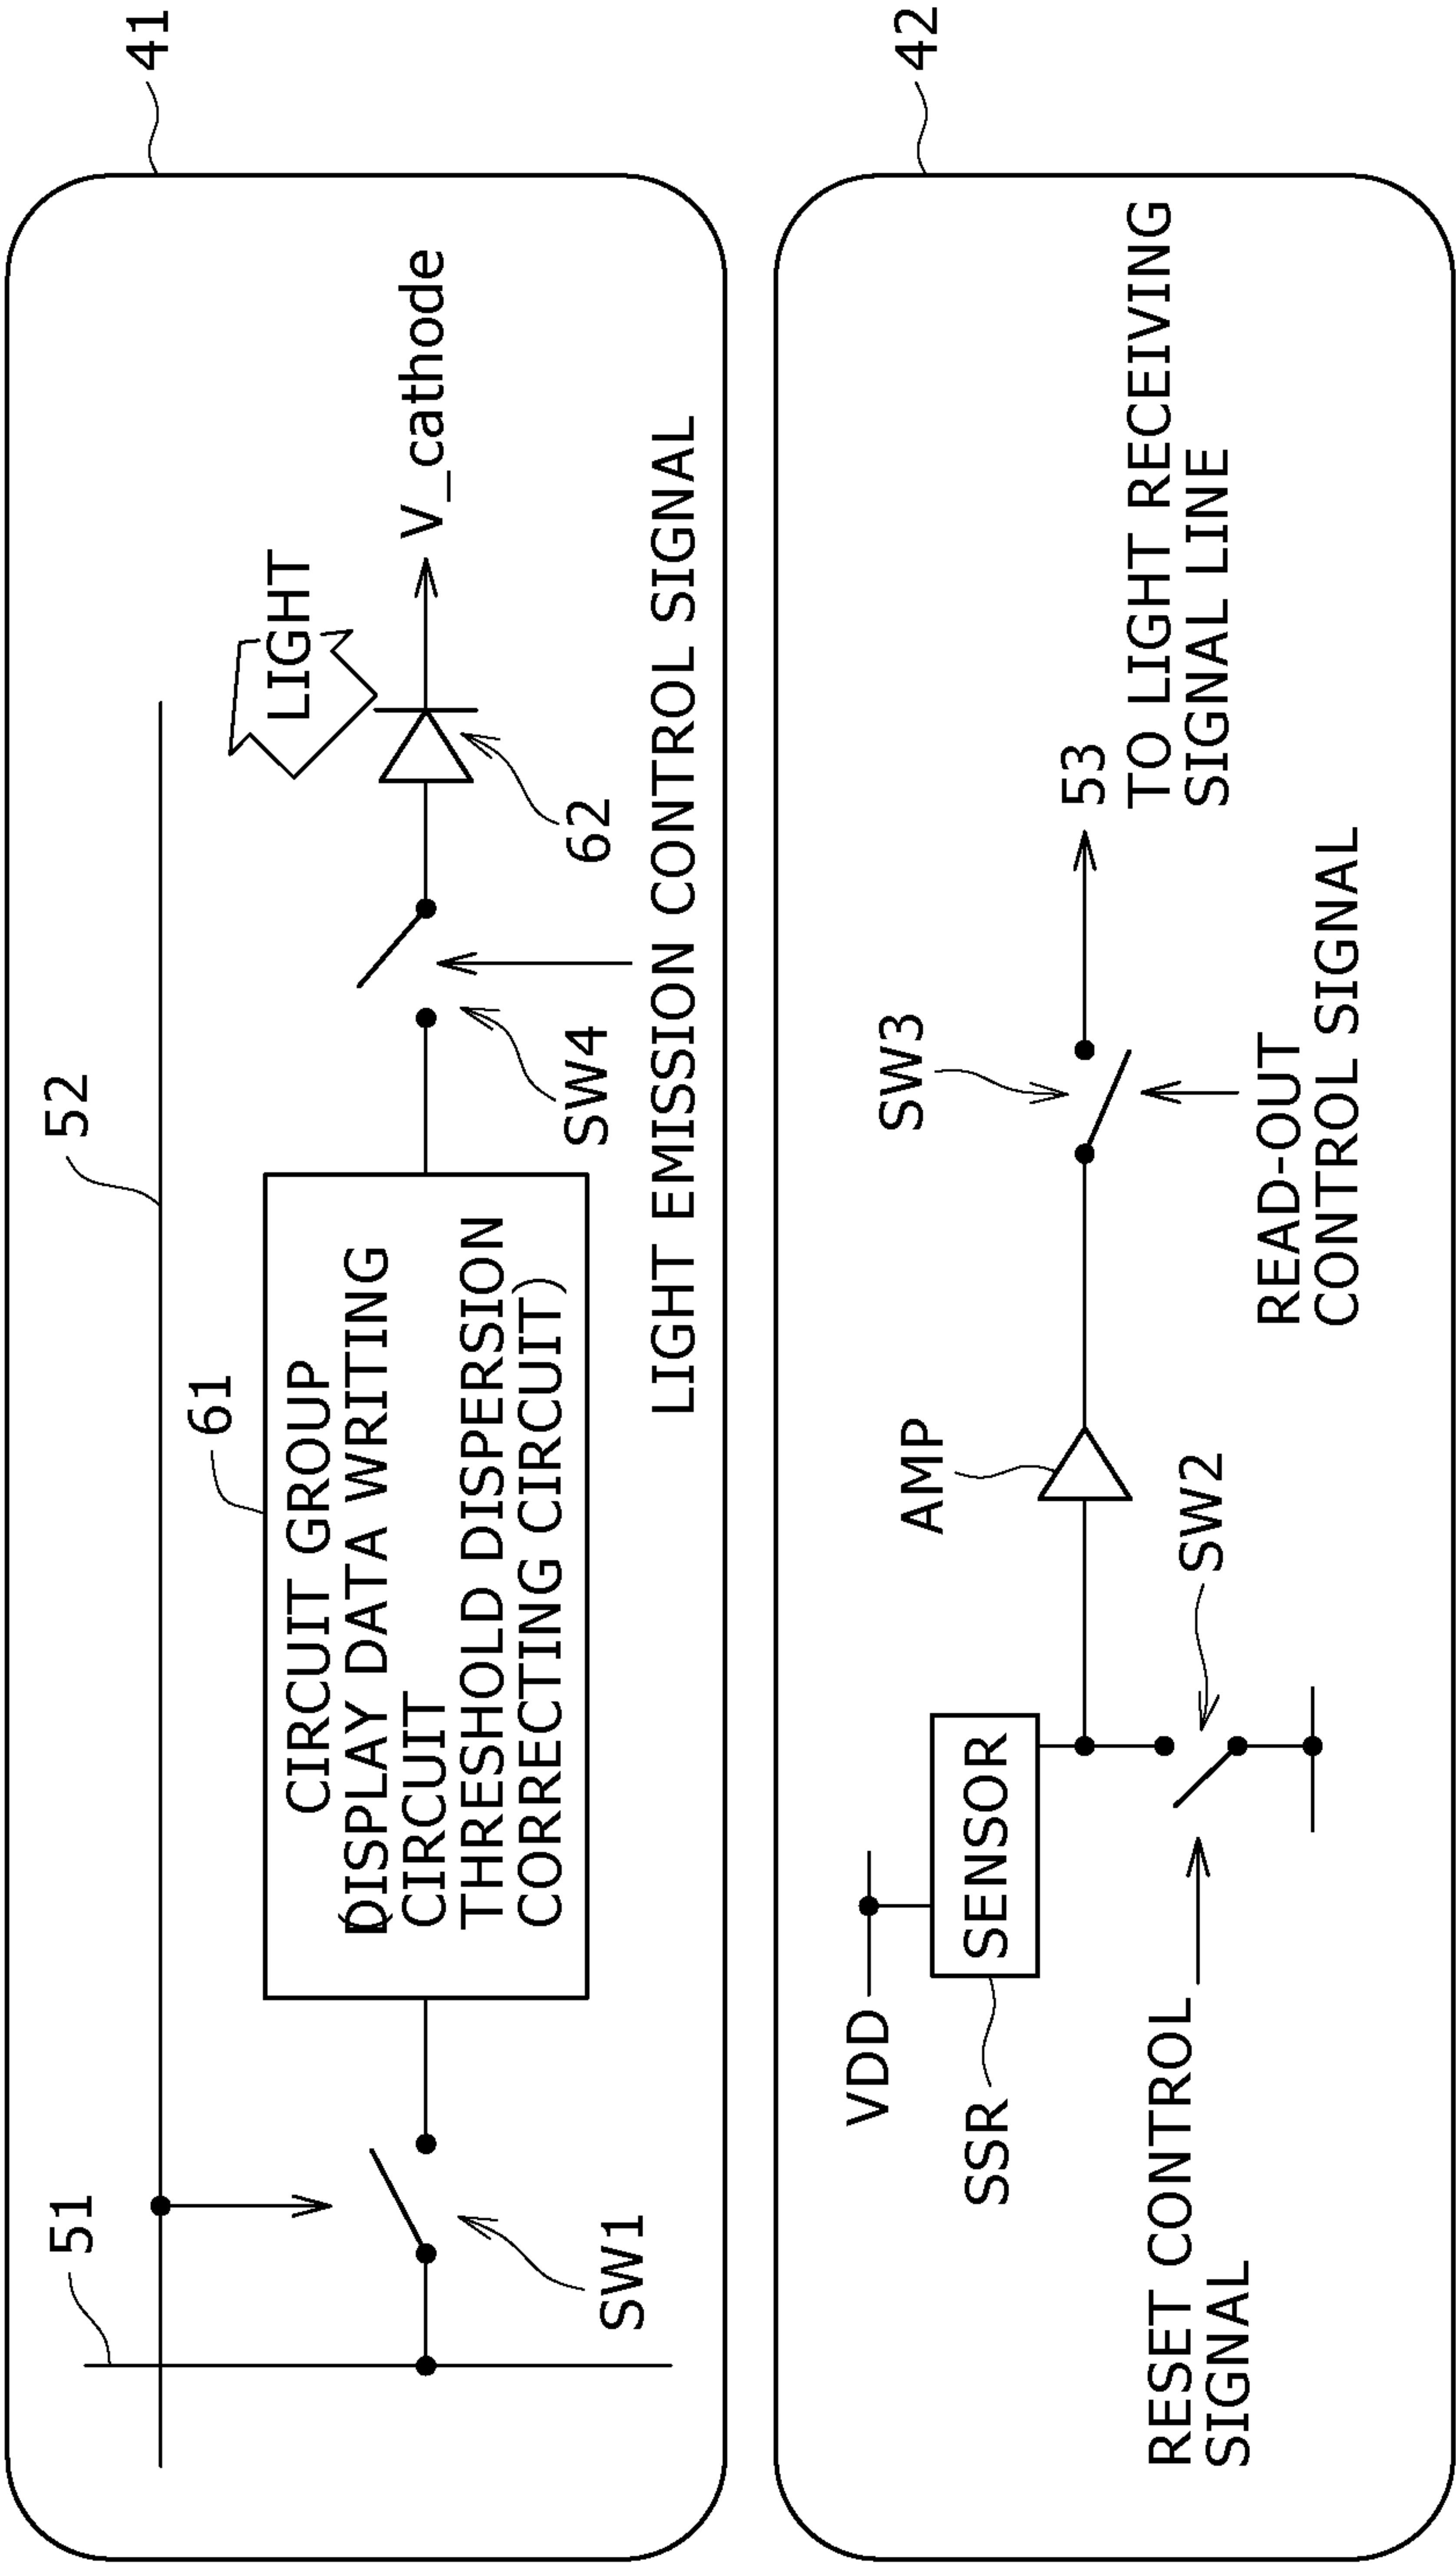 41
52
51
61
CIRCUIT GROUP
(DISPLAY DATA WRITING
CIRCUIT
THRESHOLD DISPERSION
CORRECTING CIRCUIT)
LIGHT
V_cathode
SW1
SW4
62
LIGHT EMISSION CONTROL SIGNAL
42
VDD
SSR
SENSOR
AMP
SW3
53
TO LIGHT RECEIVING
SIGNAL LINE
SW2
RESET CONTROL
SIGNAL
READ-OUT
CONTROL SIGNAL